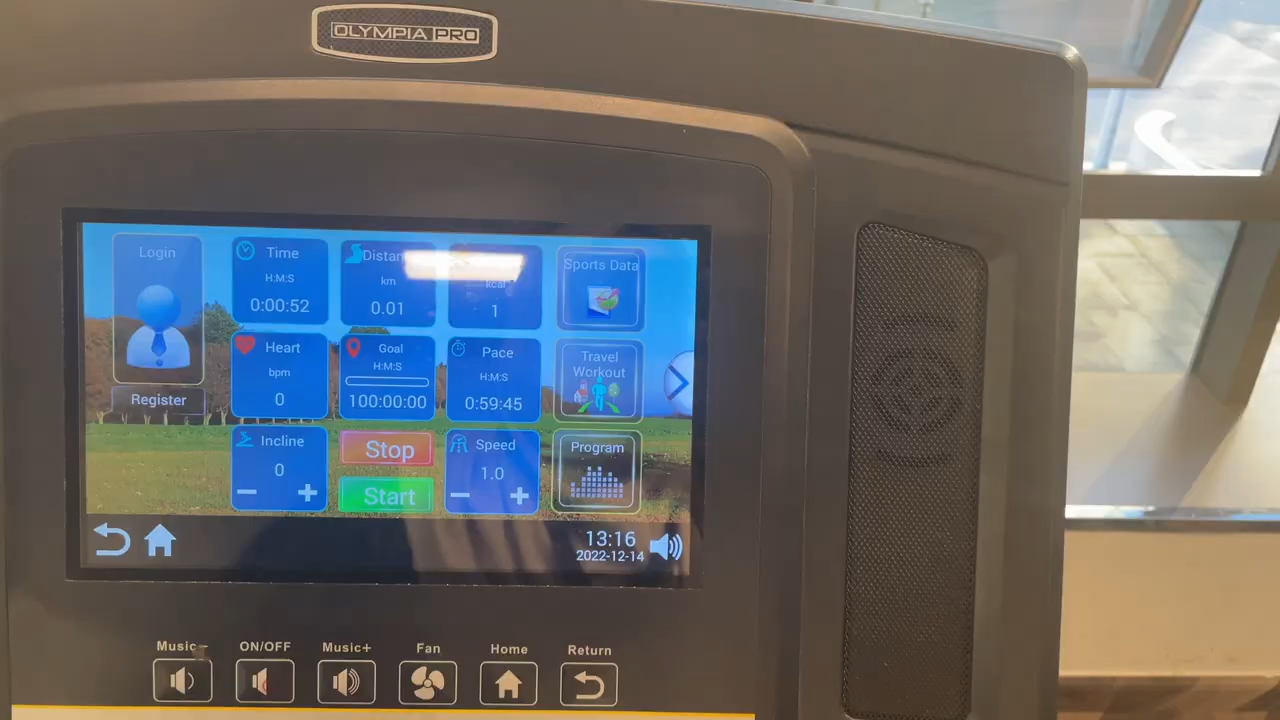 OLYMPIA PRO
Login
Register
Time
H:M:S
0:00:52
Distan
km
0.01
kcal
1
Sports Data
Heart
bpm
0
Goal
H:M:S
100:00:00
Pace
H:M:S
0:59:45
Travel
Workout
Incline
0
− +
Stop
Start
Speed
1.0
− +
Program
13:16
2022-12-14
Music-
ON/OFF
Music+
Fan
Home
Return